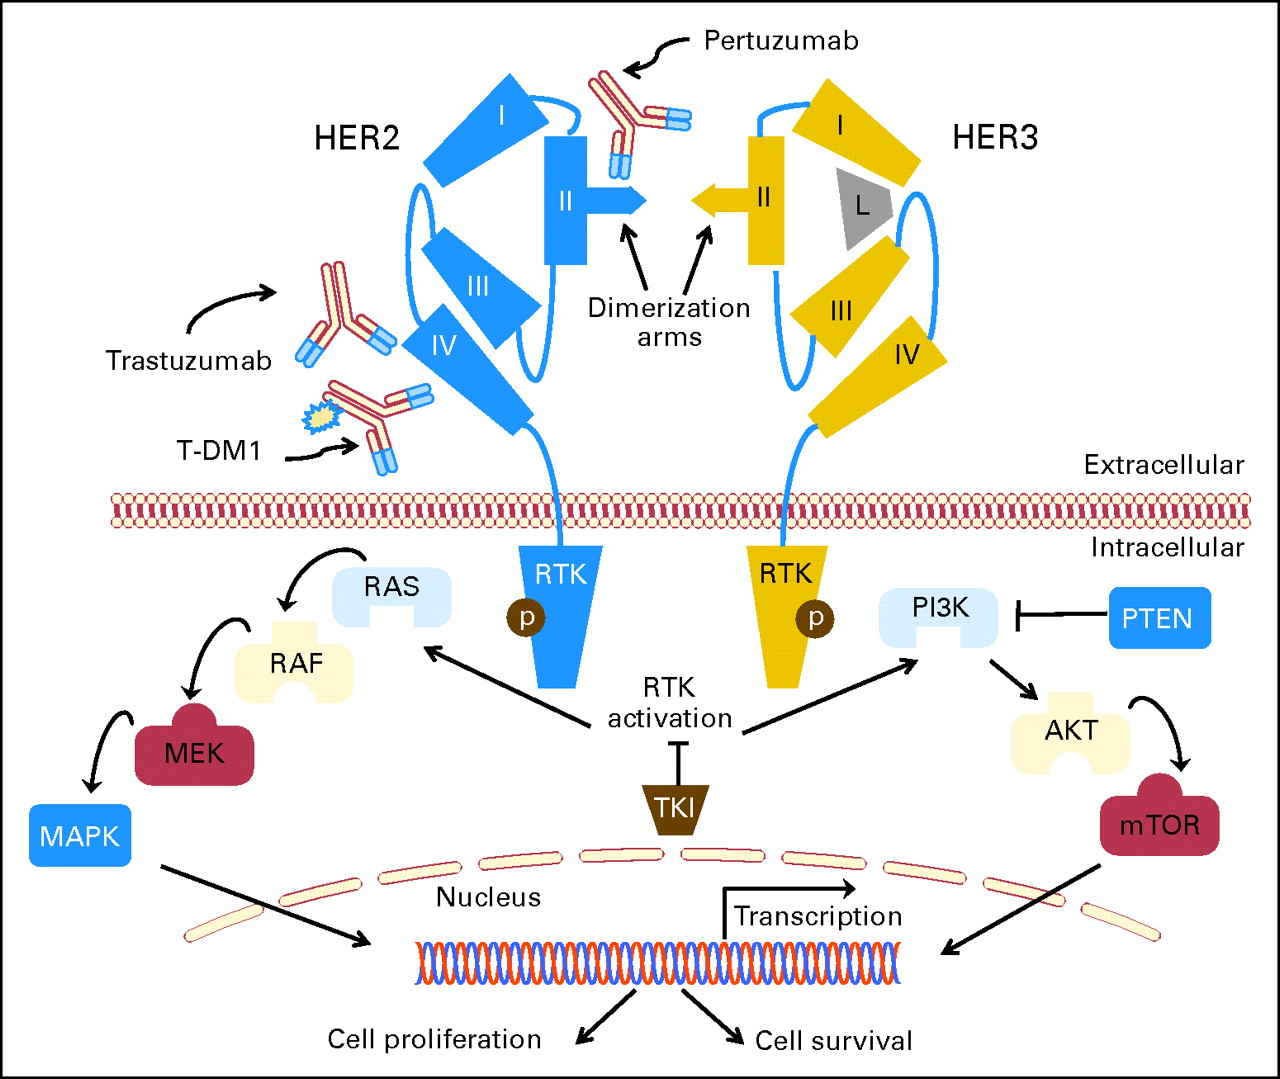 Pertuzumab
HER2
I
II
III
IV
HER3
I
II
L
III
IV
Dimerization
arms
Trastuzumab
T-DM1
Extracellular
Intracellular
RTK
p
RTK
p
RAS
RAF
MEK
MAPK
RTK
activation
TKI
PI3K
PTEN
AKT
mTOR
Nucleus
Transcription
Cell proliferation
Cell survival